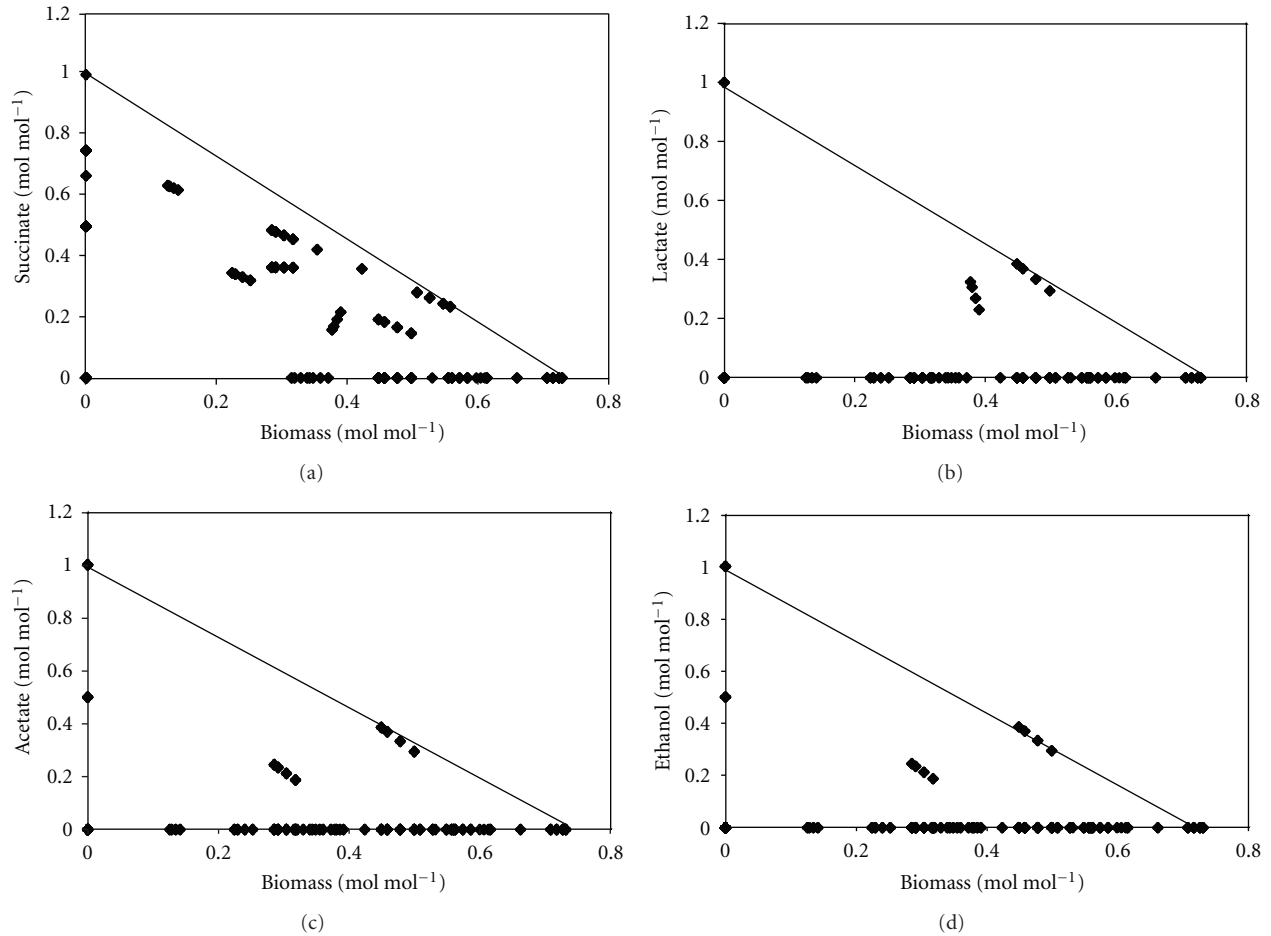 1.2
1
0.8
0.6
0.4
0.2
0
0 0.2 0.4 0.6 0.8
Succinate (mol mol−1)
Biomass (mol mol−1)
(a)
1.2
1
0.8
0.6
0.4
0.2
0
0 0.2 0.4 0.6 0.8
Lactate (mol mol−1)
Biomass (mol mol−1)
(b)
1.2
1
0.8
0.6
0.4
0.2
0
0 0.2 0.4 0.6 0.8
Acetate (mol mol−1)
Biomass (mol mol−1)
(c)
1.2
1
0.8
0.6
0.4
0.2
0
0 0.2 0.4 0.6 0.8
Ethanol (mol mol−1)
Biomass (mol mol−1)
(d)